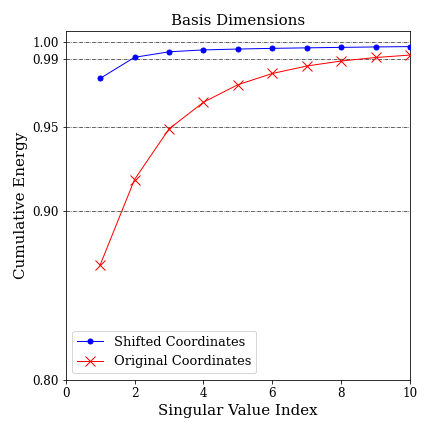 Basis Dimensions
Cumulative Energy
1.00
0.99
0.95
0.90
0.80
Shifted Coordinates
Original Coordinates
0 2 4 6 8 10
Singular Value Index